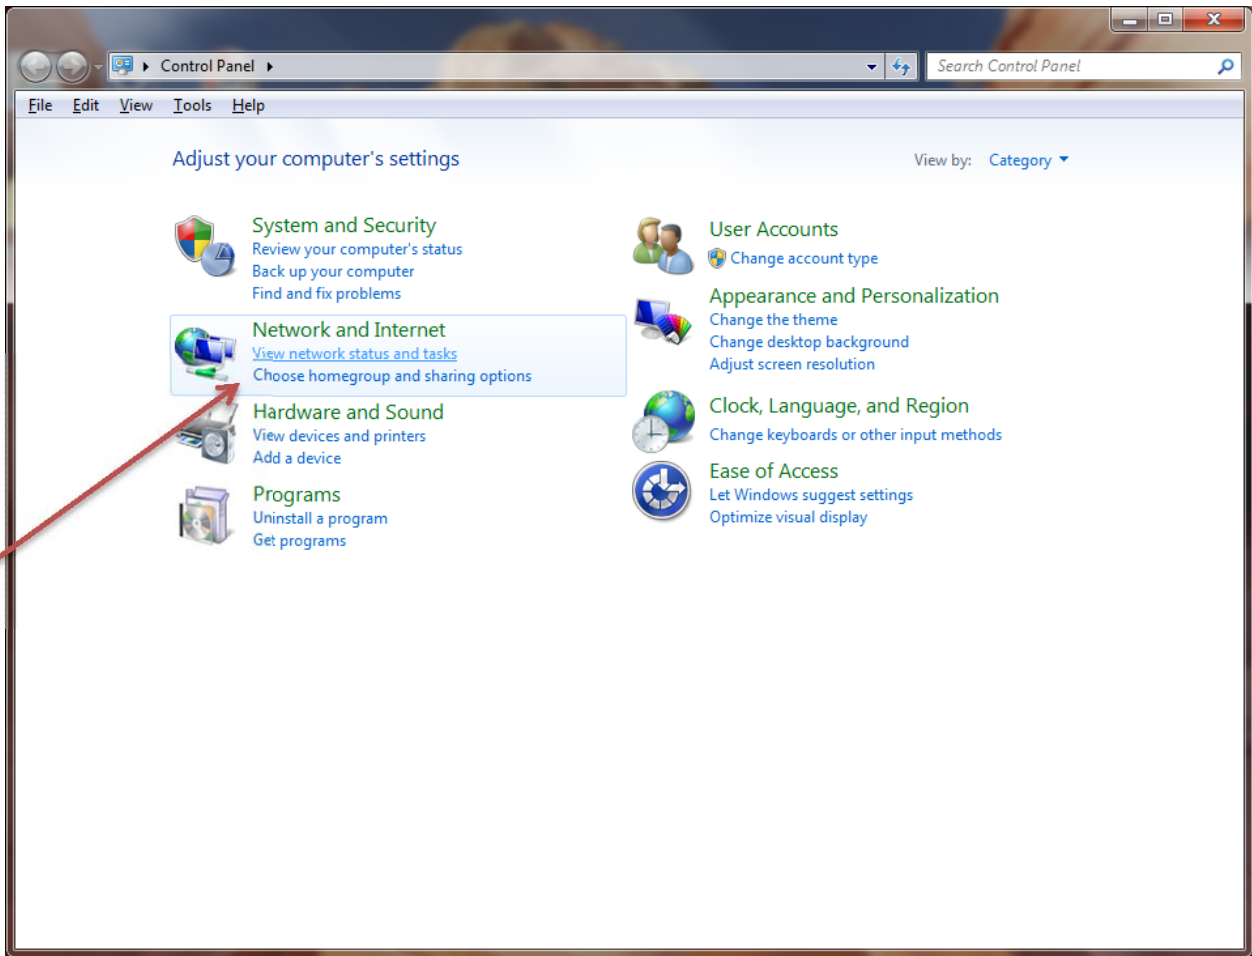 Control Panel
Search Control Panel
File Edit View Tools Help
Adjust your computer's settings
View by: Category
System and Security
Review your computer's status
Back up your computer
Find and fix problems
Network and Internet
View network status and tasks
Choose homegroup and sharing options
Hardware and Sound
View devices and printers
Add a device
Programs
Uninstall a program
Get programs
User Accounts
Change account type
Appearance and Personalization
Change the theme
Change desktop background
Adjust screen resolution
Clock, Language, and Region
Change keyboards or other input methods
Ease of Access
Let Windows suggest settings
Optimize visual display